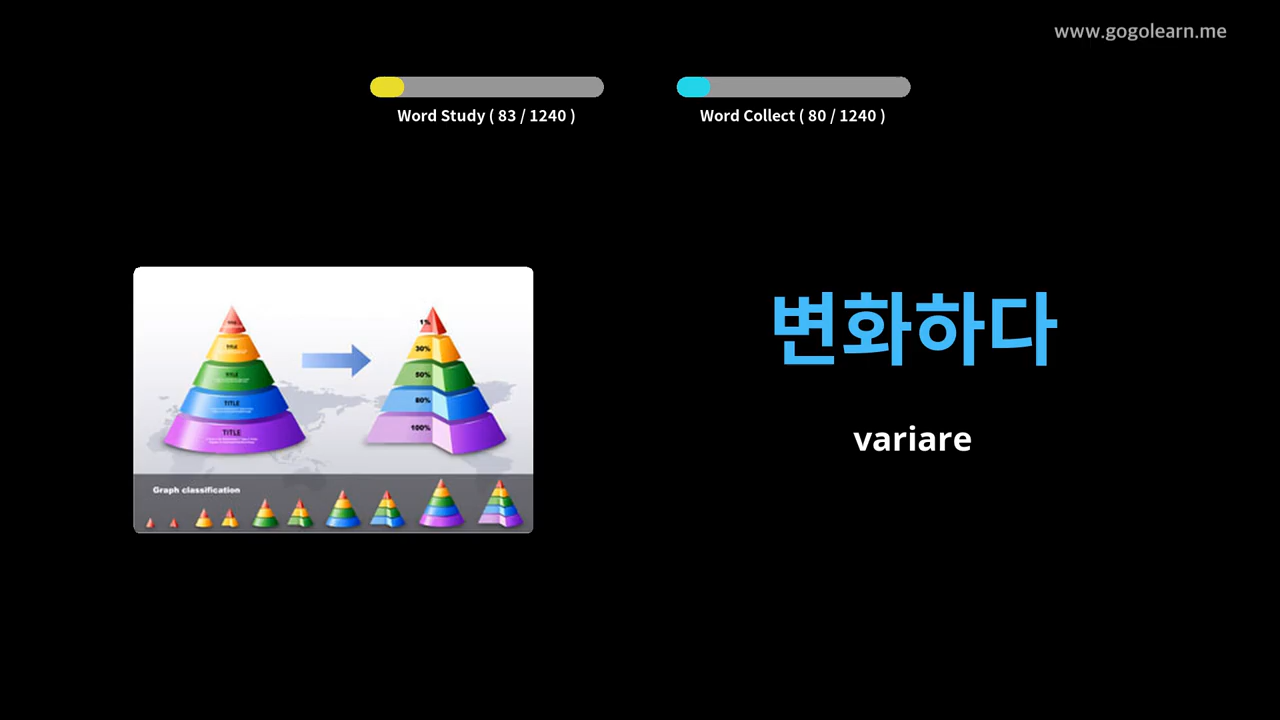 www.gogolearn.me
Word Study ( 83 / 1240 )
Word Collect ( 80 / 1240 )
변화하다
variare
1%
30%
50%
80%
100%
TITLE
TITLE
TITLE
TITLE
Graph classification